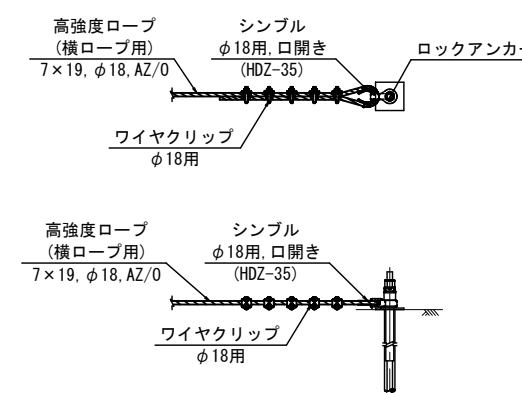 高強度ロープ
(横ロープ用)
7×19, φ18, AZ/0
シンブル
φ18用, 口開き
(HDZ-35)
ロックアンカー
ワイヤクリップ
φ18用
高強度ロープ
(横ロープ用)
7×19, φ18, AZ/0
シンブル
φ18用, 口開き
(HDZ-35)
ワイヤクリップ
φ18用